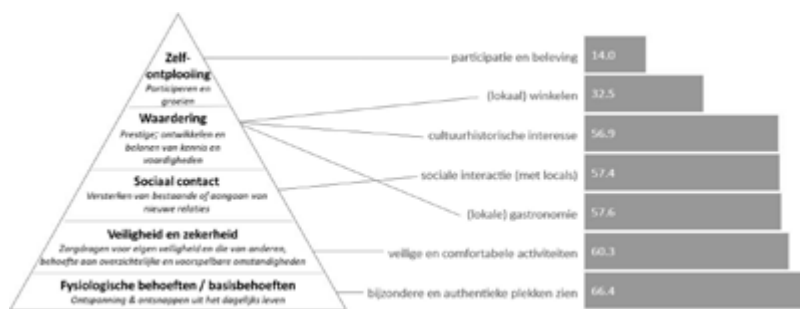 Zelf-
ontplooiing
Participeren en
groeien
Waardering
Prestige; ontwikkelen en
belonen van kennis en
vaardigheden
Sociaal contact
Versterken van bestaande of aangaan van
nieuwe relaties
Veiligheid en zekerheid
Zorgdragen voor eigen veiligheid en die van anderen,
behoefte aan overzichtelijke en voorspelbare omstandigheden
Fysiologische behoeften / basisbehoeften
Ontspanning & ontsnappen uit het dagelijks leven
participatie en beleving 14.0
(lokaal) winkelen 32.5
cultuurhistorische interesse 56.9
sociale interactie (met locals) 57.4
(lokale) gastronomie 57.6
veilige en comfortabele activiteiten 60.3
bijzondere en authentieke plekken zien 66.4